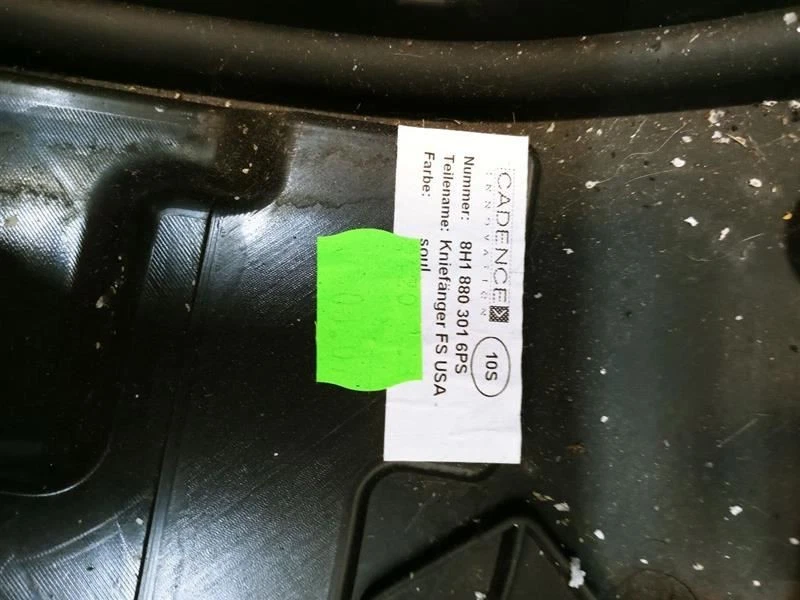 CADENCE
INNOVATION
10S
Nummer: 8H1 880 301 6PS
Teilename: Kniefänger FS USA
Farbe: soul